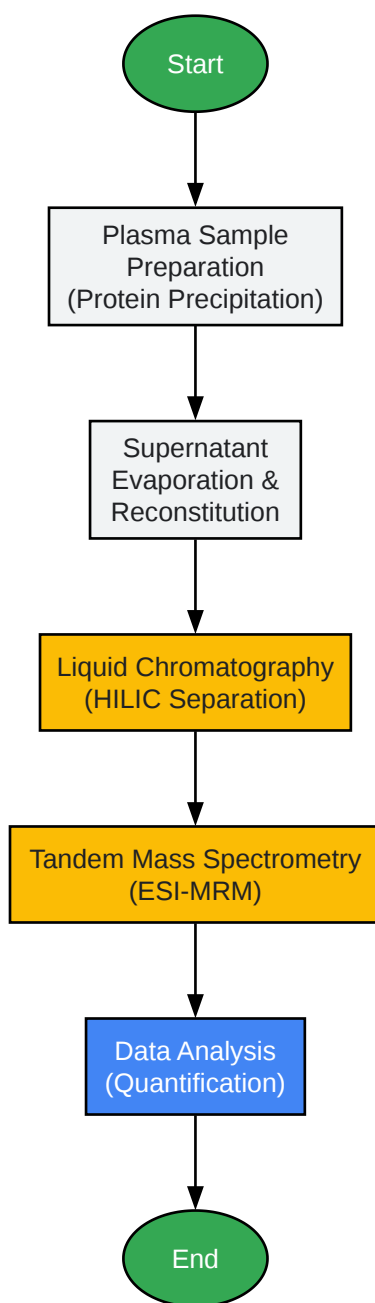 Start
Plasma Sample
Preparation
(Protein Precipitation)
Supernatant
Evaporation &
Reconstitution
Liquid Chromatography
(HILIC Separation)
Tandem Mass Spectrometry
(ESI-MRM)
Data Analysis
(Quantification)
End